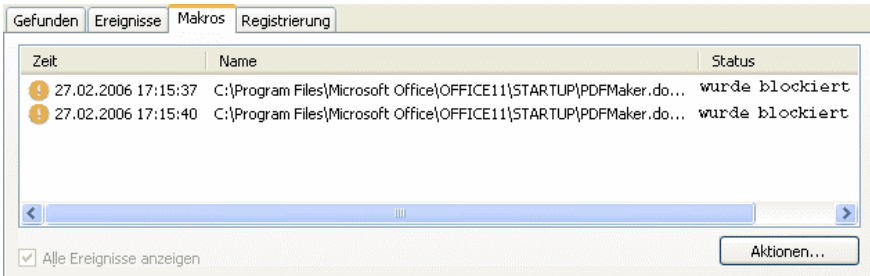 Gefunden Ereignisse Makros Registrierung
Zeit Name Status
27.02.2006 17:15:37 C:\Program Files\Microsoft Office\OFFICE11\STARTUP\PDFMaker.do... wurde blockiert
27.02.2006 17:15:40 C:\Program Files\Microsoft Office\OFFICE11\STARTUP\PDFMaker.do... wurde blockiert
Alle Ereignisse anzeigen Aktionen...